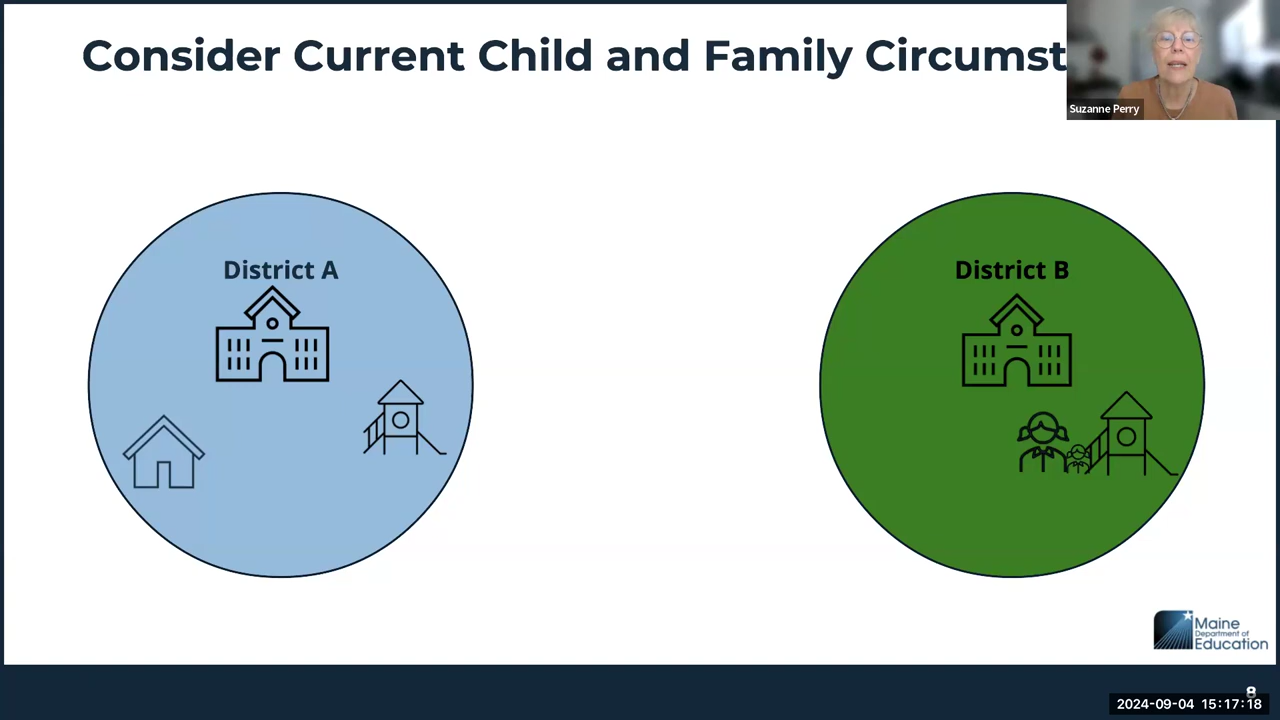 Consider Current Child and Family Circumst
Suzanne Perry
District A
District B
Maine
Department of
Education
8
2024-09-04 15:17:18